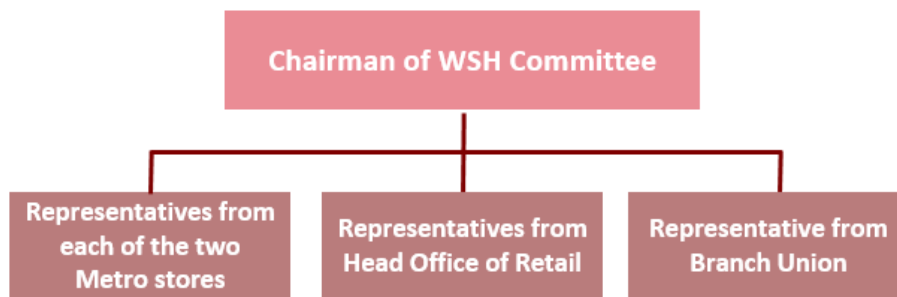 Chairman of WSH Committee
Representatives from
each of the two
Metro stores
Representatives from
Head Office of Retail
Representative from
Branch Union